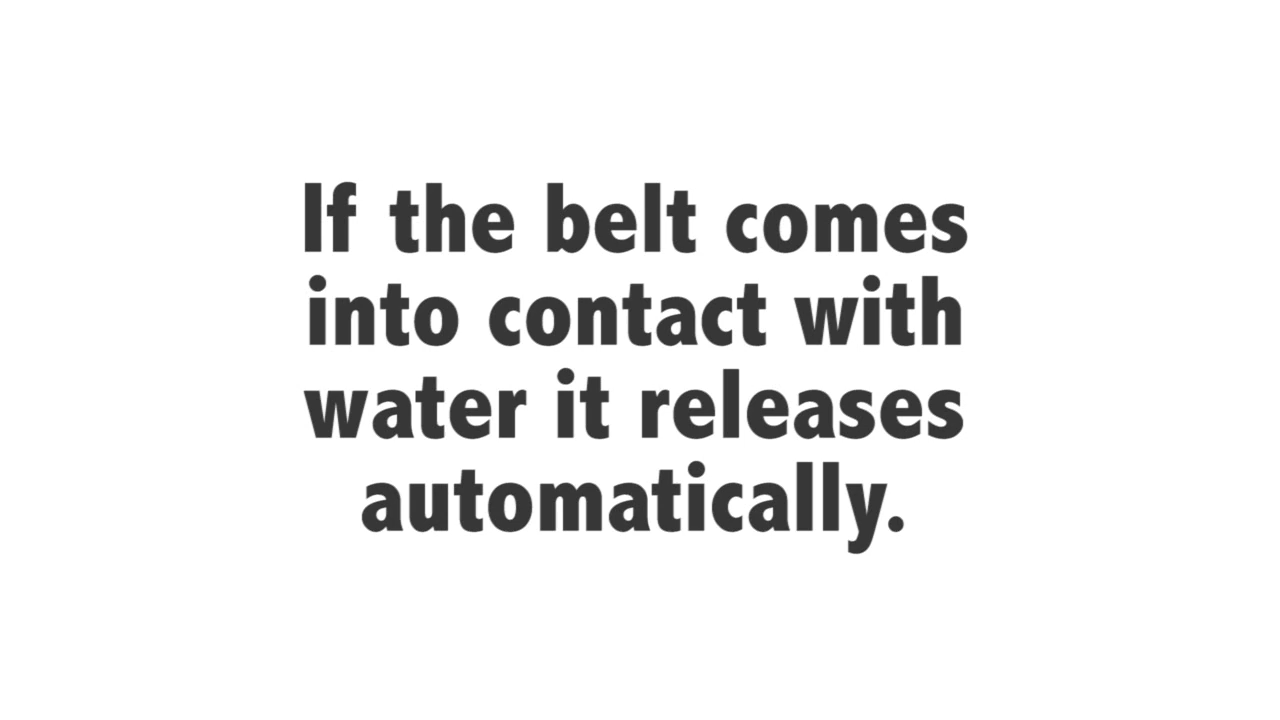 If the belt comes
into contact with
water it releases
automatically.